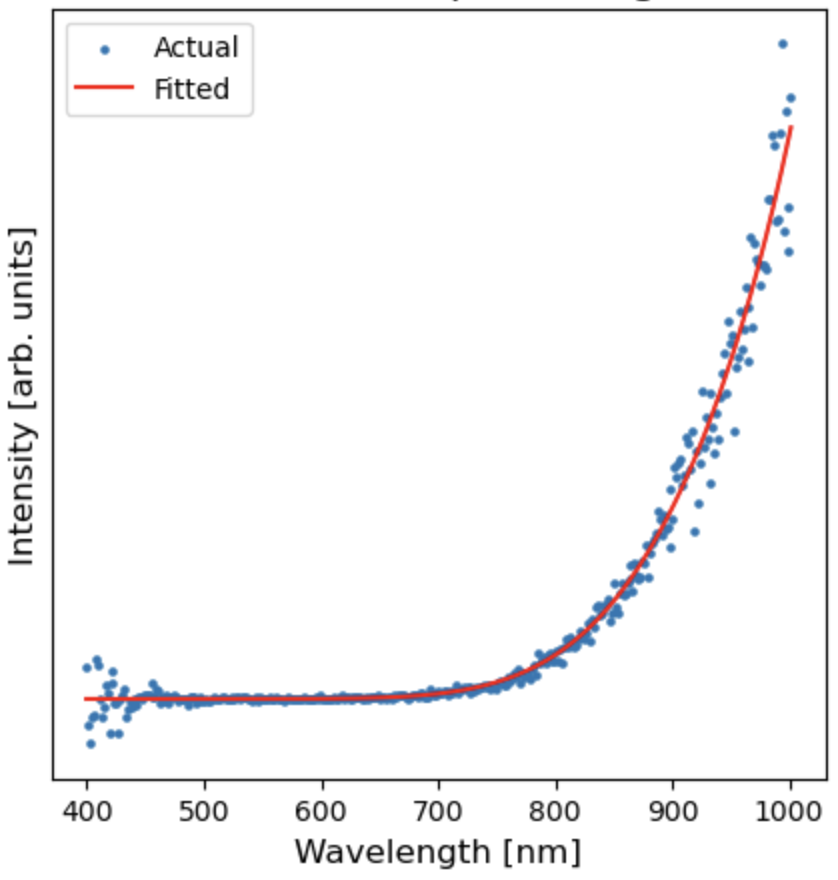 Actual
Fitted
Intensity [arb. units]
400 500 600 700 800 900 1000
Wavelength [nm]